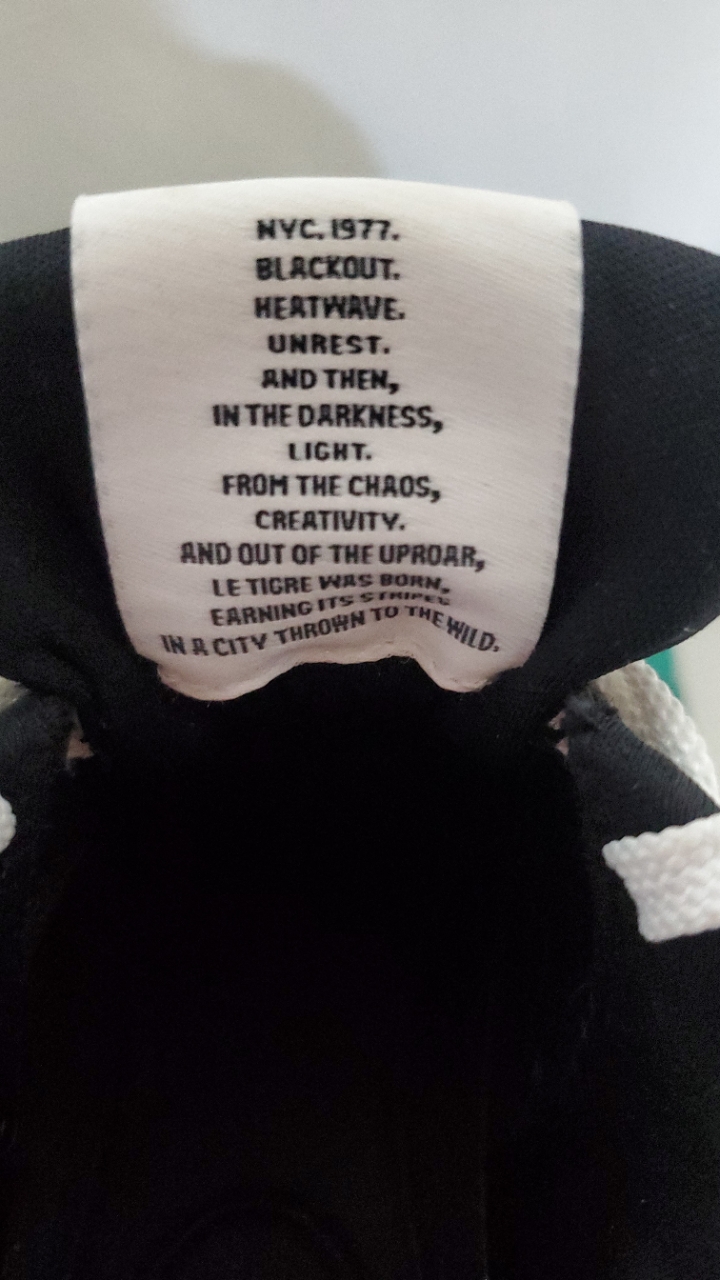 NYC. 1977.
BLACKOUT.
HEATWAVE.
UNREST.
AND THEN,
IN THE DARKNESS,
LIGHT.
FROM THE CHAOS,
CREATIVITY.
AND OUT OF THE UPROAR,
LE TIGRE WAS BORN,
EARNING ITS STRIPES
IN A CITY THROWN TO THE WILD.